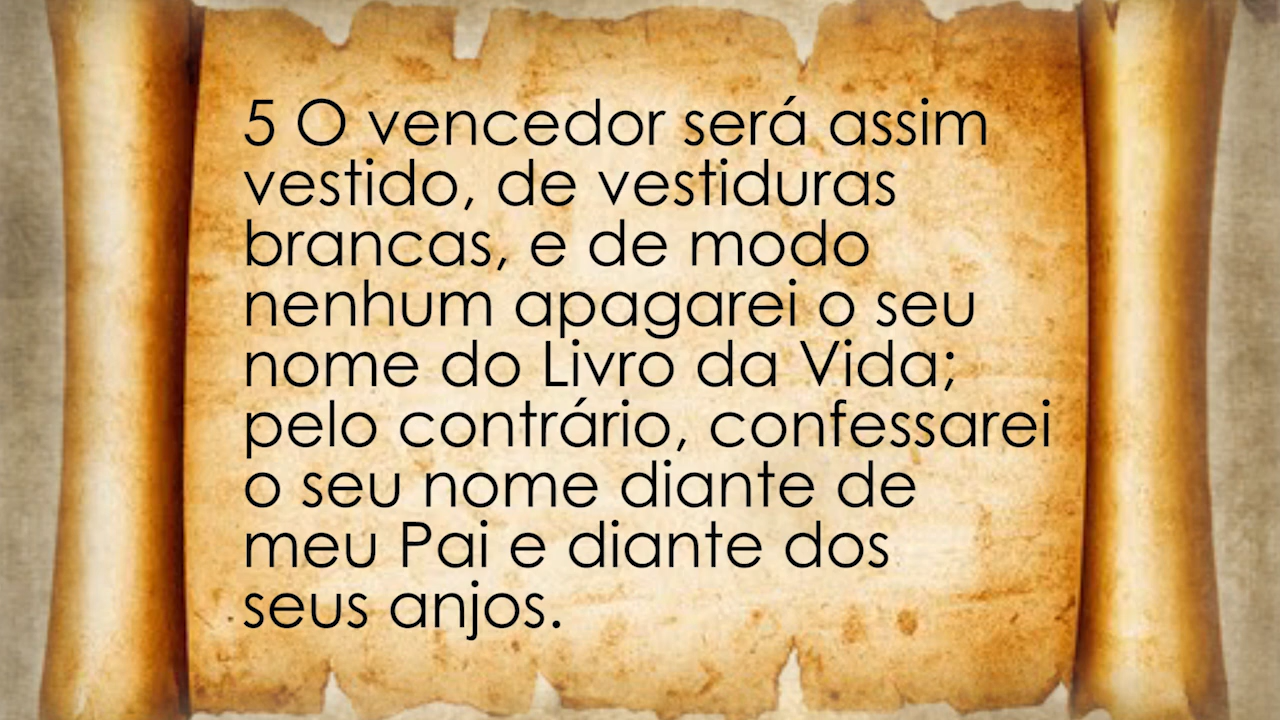 5 O vencedor será assim
vestido, de vestiduras
brancas, e de modo
nenhum apagarei o seu
nome do Livro da Vida;
pelo contrário, confessarei
o seu nome diante de
meu Pai e diante dos
seus anjos.